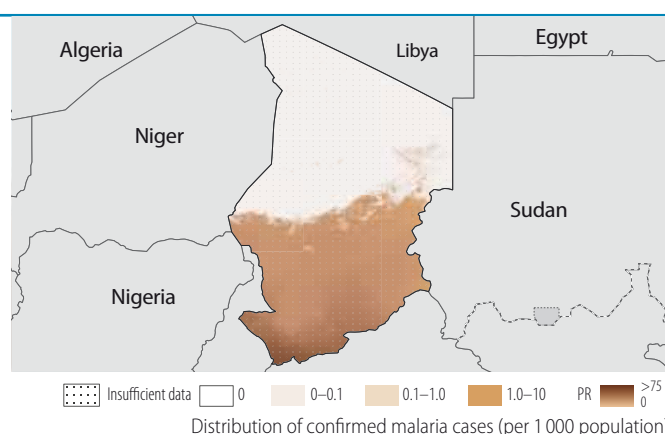 Algeria
Libya
Egypt
Niger
Sudan
Nigeria
Insufficient data 0 0–0.1 0.1–1.0 1.0–10 PR >75
0
Distribution of confirmed malaria cases (per 1 000 population)